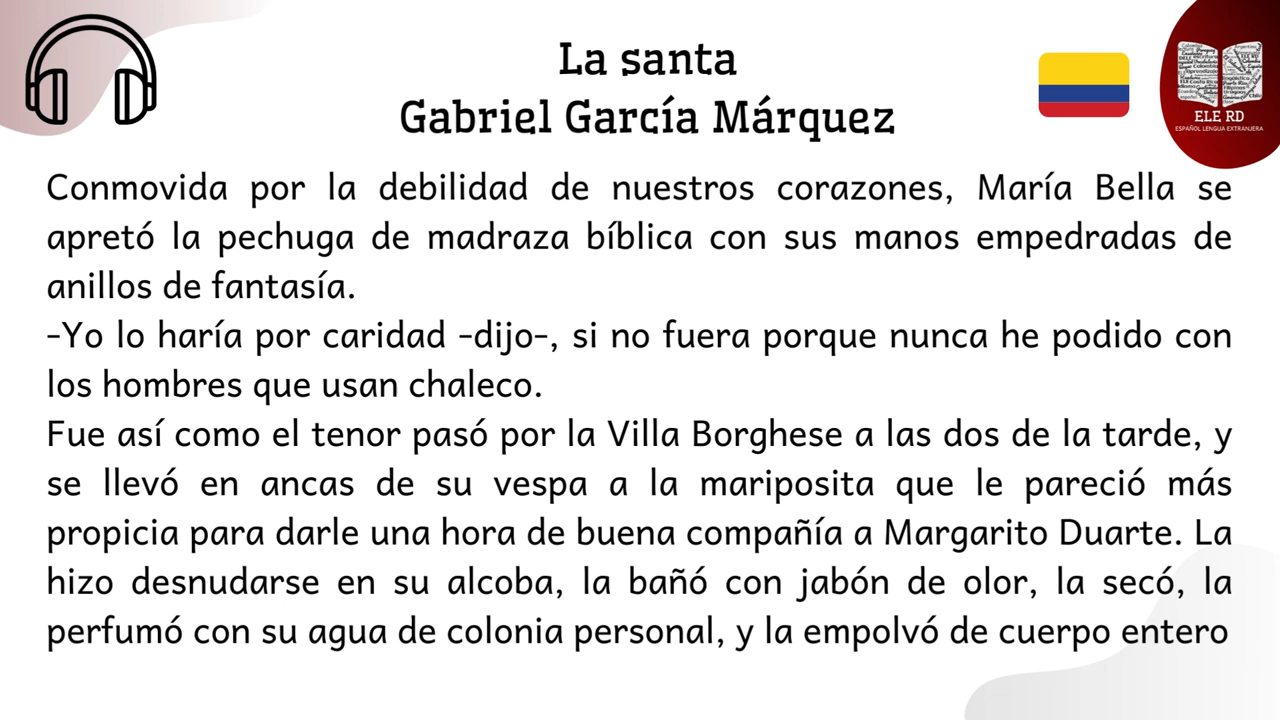 La santa
Gabriel García Márquez
ELE RD
ESPAÑOL LENGUA EXTRANJERA
Conmovida por la debilidad de nuestros corazones, María Bella se
apretó la pechuga de madraza bíblica con sus manos empedradas de
anillos de fantasía.
-Yo lo haría por caridad -dijo-, si no fuera porque nunca he podido con
los hombres que usan chaleco.
Fue así como el tenor pasó por la Villa Borghese a las dos de la tarde, y
se llevó en ancas de su vespa a la mariposita que le pareció más
propicia para darle una hora de buena compañía a Margarito Duarte. La
hizo desnudarse en su alcoba, la bañó con jabón de olor, la secó, la
perfumó con su agua de colonia personal, y la empolvó de cuerpo entero